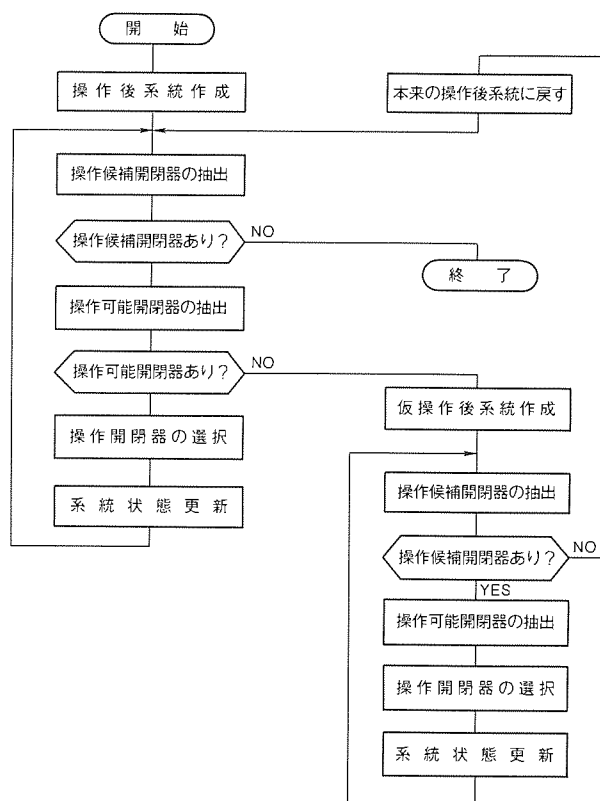 開始
操作後系統作成
本来の操作後系統に戻す
操作候補開閉器の抽出
操作候補開閉器あり？
NO
終了
操作可能開閉器の抽出
操作可能開閉器あり？
NO
仮操作後系統作成
操作開閉器の選択
系統状態更新
操作候補開閉器の抽出
操作候補開閉器あり？
NO
YES
操作可能開閉器の抽出
操作開閉器の選択
系統状態更新